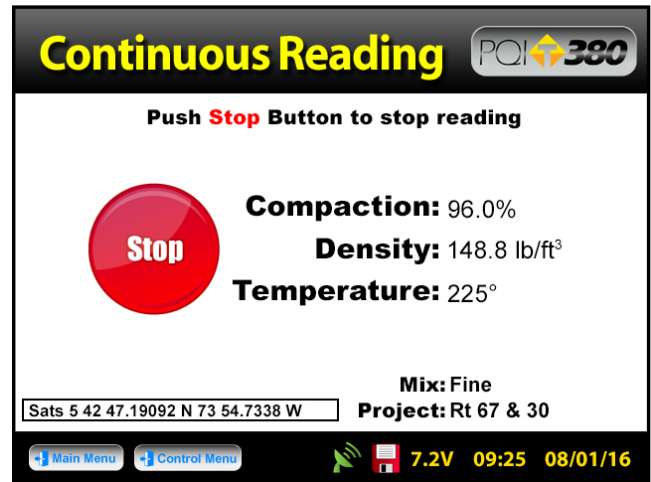 Continuous Reading PQI T 380
Push Stop Button to stop reading
Stop
Compaction: 96.0%
Density: 148.8 lb/ft³
Temperature: 225°
Mix: Fine
Sats 5 42 47.19092 N 73 54.7338 W
Project: Rt 67 & 30
Main Menu Control Menu 7.2V 09:25 08/01/16